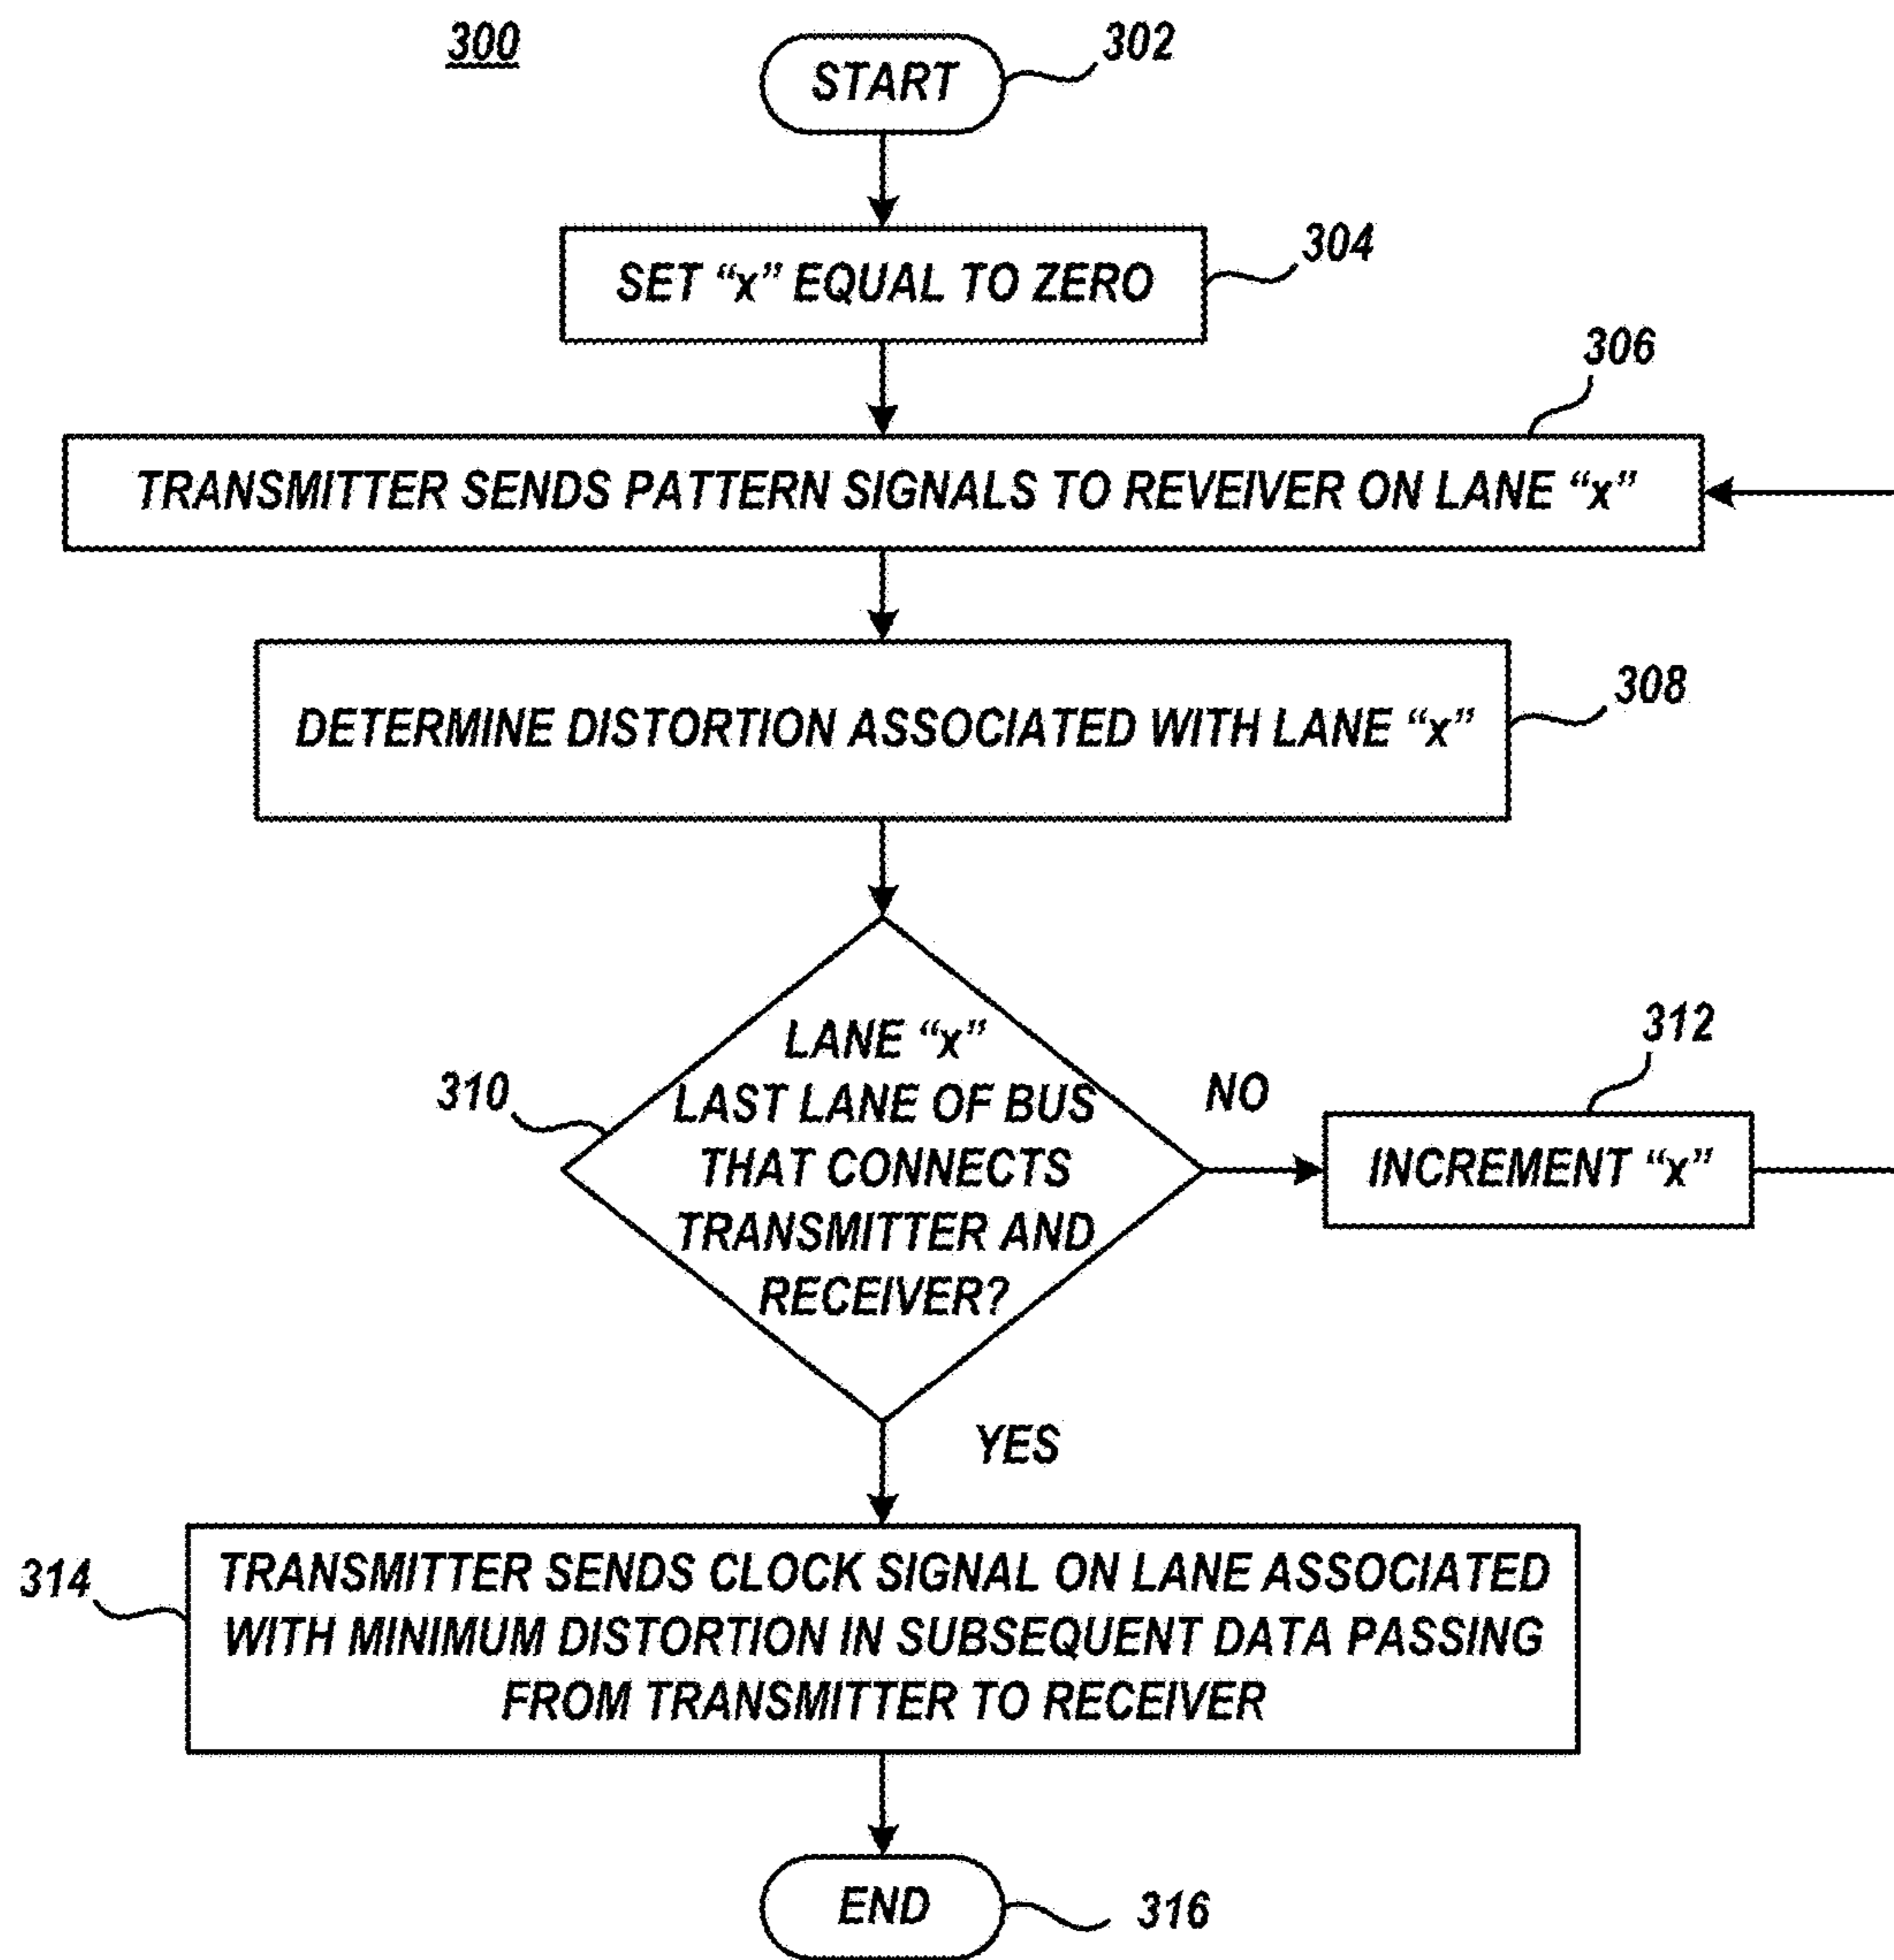 300
START
302
SET “x” EQUAL TO ZERO
304
306
TRANSMITTER SENDS PATTERN SIGNALS TO REVEIVER ON LANE “x”
DETERMINE DISTORTION ASSOCIATED WITH LANE “x”
308
310
LANE “x”
LAST LANE OF BUS
THAT CONNECTS
TRANSMITTER AND
RECEIVER?
NO
312
INCREMENT “x”
YES
314
TRANSMITTER SENDS CLOCK SIGNAL ON LANE ASSOCIATED
WITH MINIMUM DISTORTION IN SUBSEQUENT DATA PASSING
FROM TRANSMITTER TO RECEIVER
END
316